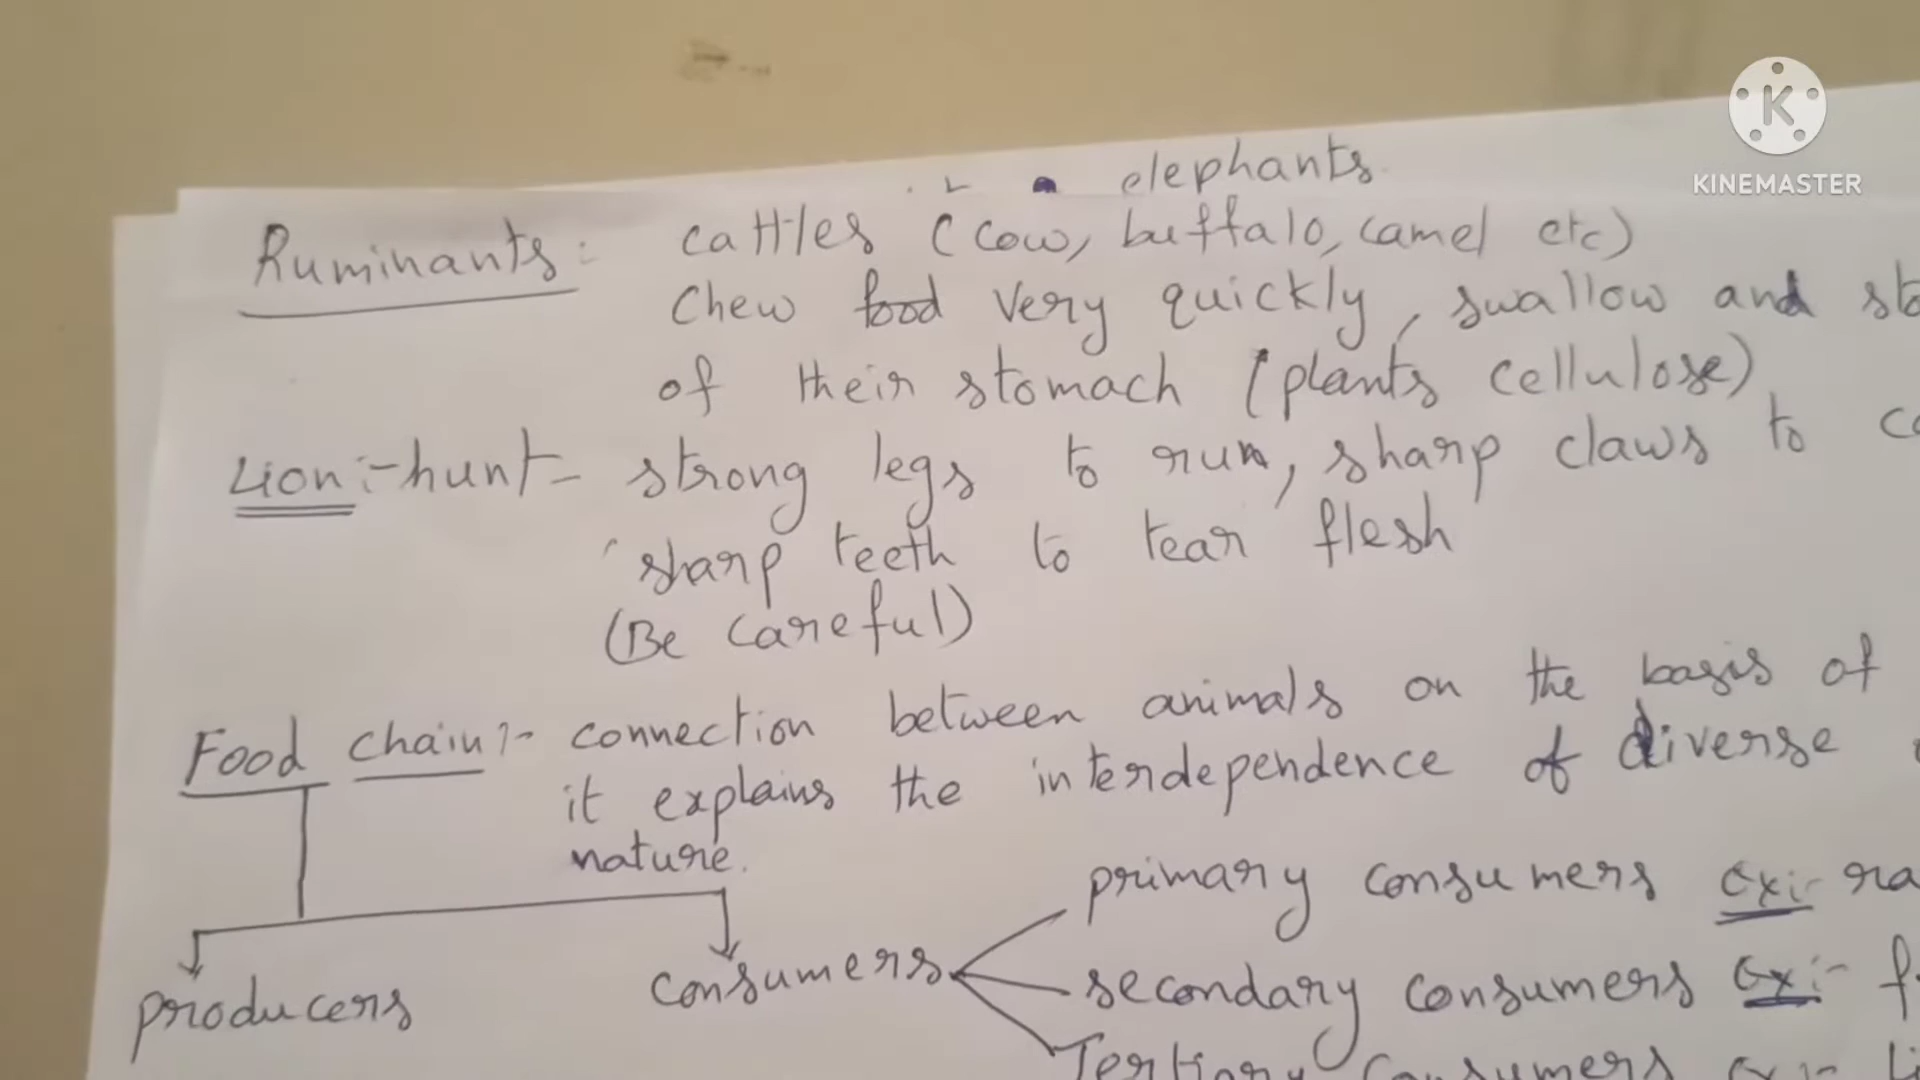 elephants
KINEMASTER
Ruminants: cattles (cow, buffalo, camel etc)
Chew food very quickly, swallow and
of their stomach (plants cellulose)
Lion:- hunt - strong legs to run, sharp claws to
sharp teeth to tear flesh
(Be careful)
Food chain:- connection between animals on the basis of
it explains the interdependence of diverse
nature.
primary consumers Ex:-
producers
consumers
secondary consumers Ex:-
Tertiary consumers Ex:-